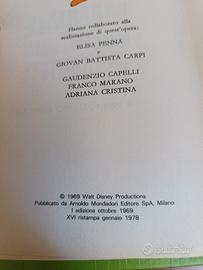 Hanno collaborato alla
realizzazione di quest'opera:
ELISA PENNA
e
GIOVAN BATTISTA CARPI
GAUDENZIO CAPELLI
FRANCO MARANO
ADRIANA CRISTINA
© 1969 Walt Disney Productions
Pubblicato da Arnoldo Mondadori Editore SpA, Milano
I edizione ottobre 1969
XVI ristampa gennaio 1978
subito